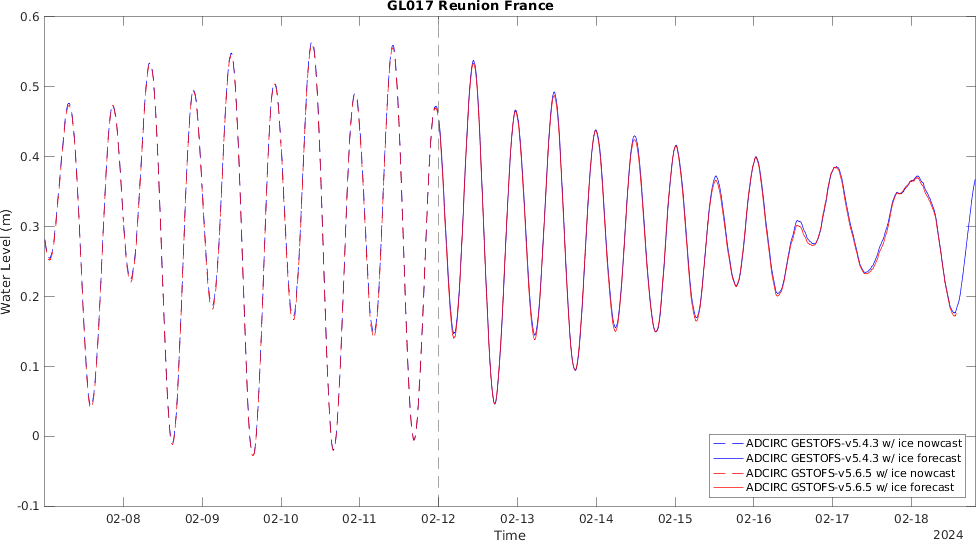 GL017 Reunion France
0.6
0.5
0.4
0.3
0.2
0.1
0
-0.1
Water Level (m)
ADCIRC GESTOFS-v5.4.3 w/ ice nowcast
ADCIRC GESTOFS-v5.4.3 w/ ice forecast
ADCIRC GSTOFS-v5.6.5 w/ ice nowcast
ADCIRC GSTOFS-v5.6.5 w/ ice forecast
02-08 02-09 02-10 02-11 02-12 02-13 02-14 02-15 02-16 02-17 02-18
Time
2024